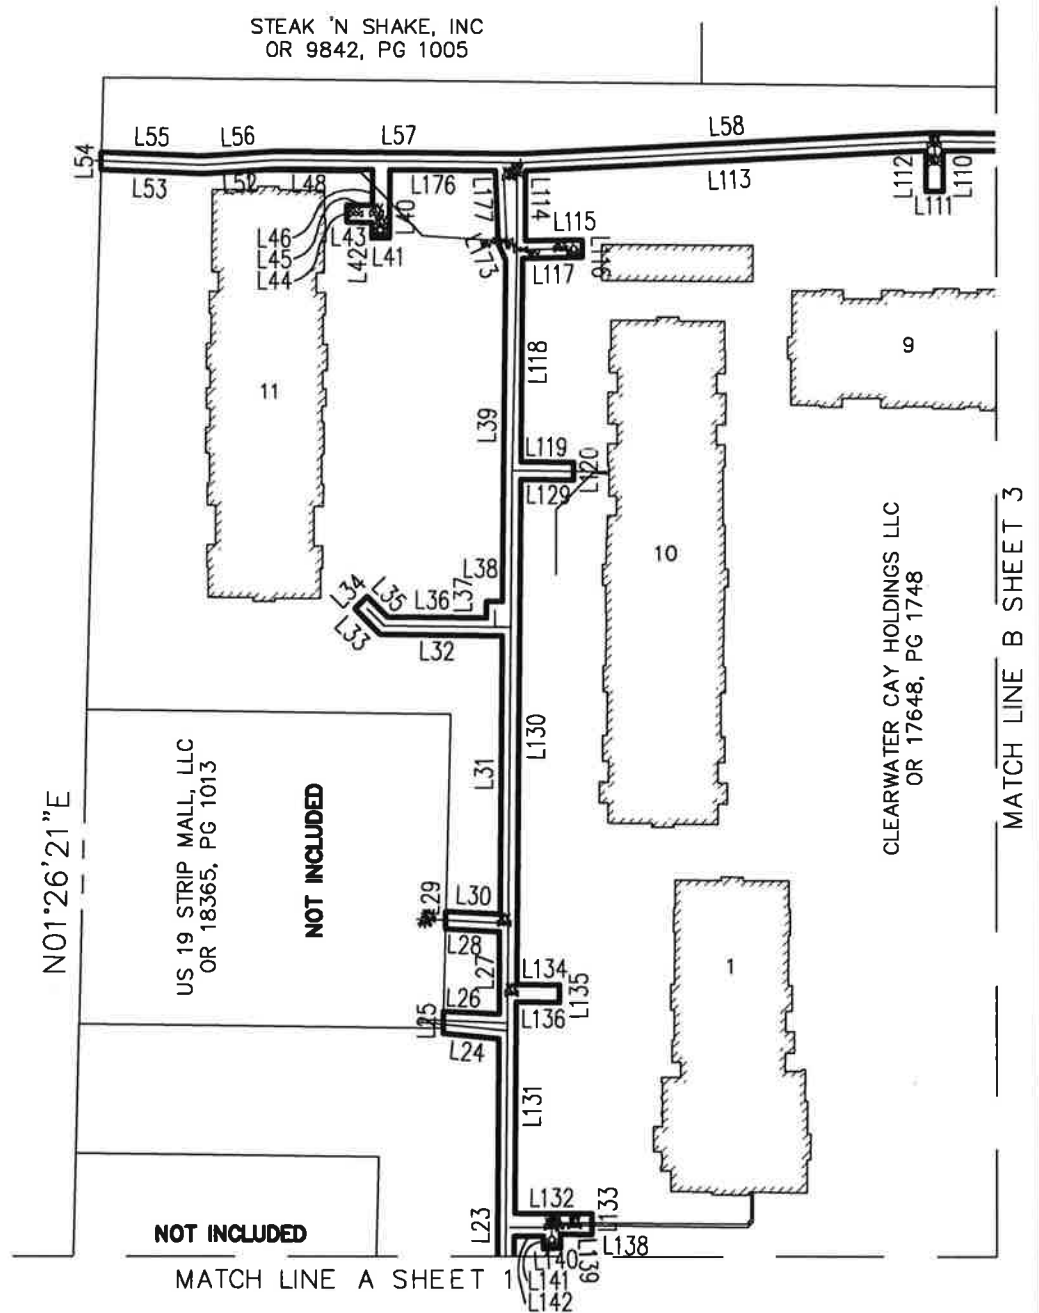 STEAK 'N SHAKE, INC
OR 9842, PG 1005
L54
L55
L56
L57
L58
L53
L52
L48
L176
L177
L114
L113
L112
L110
L111
L46
L45
L44
L43
L42
L41
L40
L173
L115
L116
L117
L118
L39
9
11
L119
L120
L129
10
L38
L37
L36
L35
L34
L33
L32
CLEARWATER CAY HOLDINGS LLC
OR 17648, PG 1748
MATCH LINE B SHEET 3
L130
L31
N01°26'21"E
US 19 STRIP MALL, LLC
OR 18365, PG 1013
NOT INCLUDED
L29
L30
L28
L27
L26
L25
L24
L134
L135
L136
1
L131
L132
L133
L23
L138
L139
L140
L141
L142
NOT INCLUDED
MATCH LINE A SHEET 1